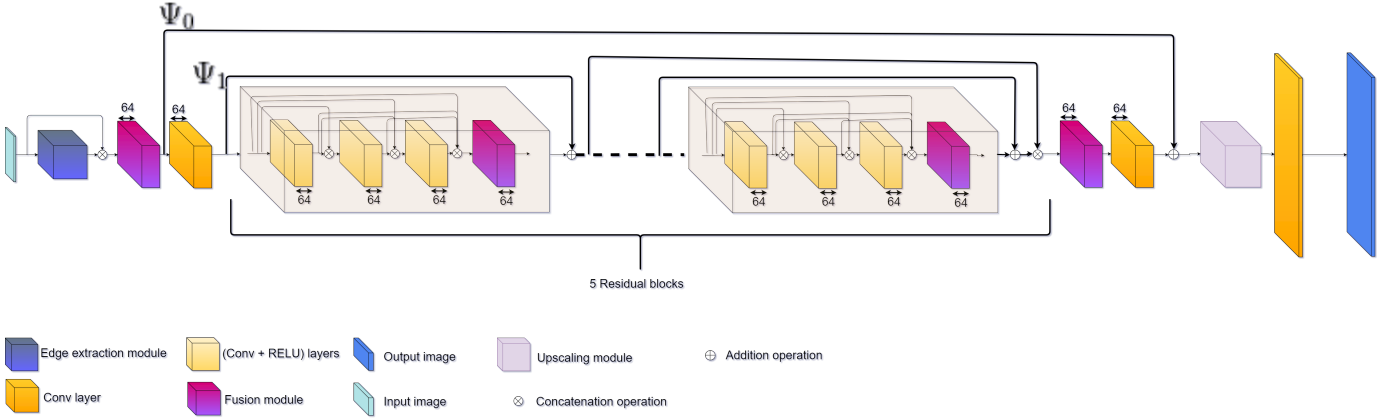 Ψ0
Ψ1
64
64
64
64
64
64
64
64
64
64
64
64
5 Residual blocks
Edge extraction module
(Conv + RELU) layers
Output image
Upscaling module
Addition operation
Conv layer
Fusion module
Input image
Concatenation operation